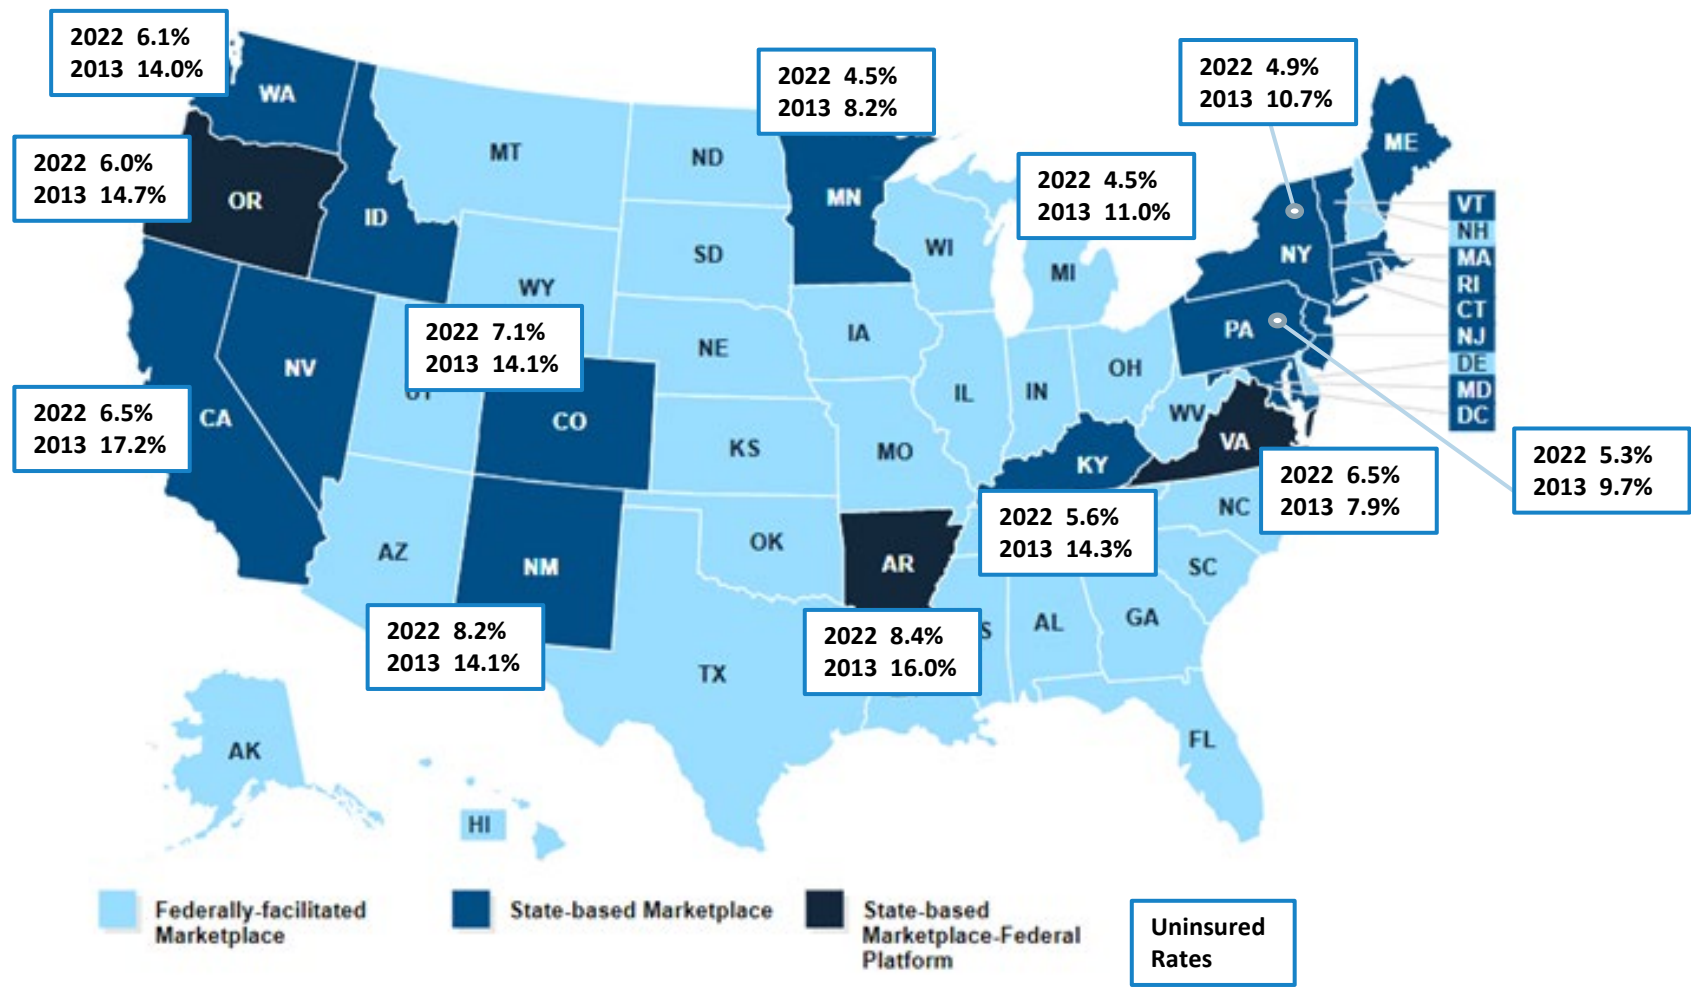 2022 6.1%
2013 14.0%
WA
2022 4.5%
2013 8.2%
2022 4.9%
2013 10.7%
ME
2022 6.0%
2013 14.7%
OR
ID
MT
ND
MN
2022 4.5%
2013 11.0%
VT
NH
MA
RI
CT
NJ
DE
MD
DC
SD
WI
MI
NY
WY
2022 7.1%
2013 14.1%
NE
IA
PA
NV
UT
CO
IL
IN
OH
2022 6.5%
2013 17.2%
CA
KS
MO
WV
VA
KY
2022 6.5%
2013 7.9%
2022 5.3%
2013 9.7%
NC
2022 5.6%
2013 14.3%
AZ
NM
OK
AR
SC
2022 8.2%
2013 14.1%
2022 8.4%
2013 16.0%
S
AL
GA
TX
AK
FL
HI
Federally-facilitated
Marketplace
State-based Marketplace
State-based
Marketplace-Federal
Platform
Uninsured
Rates